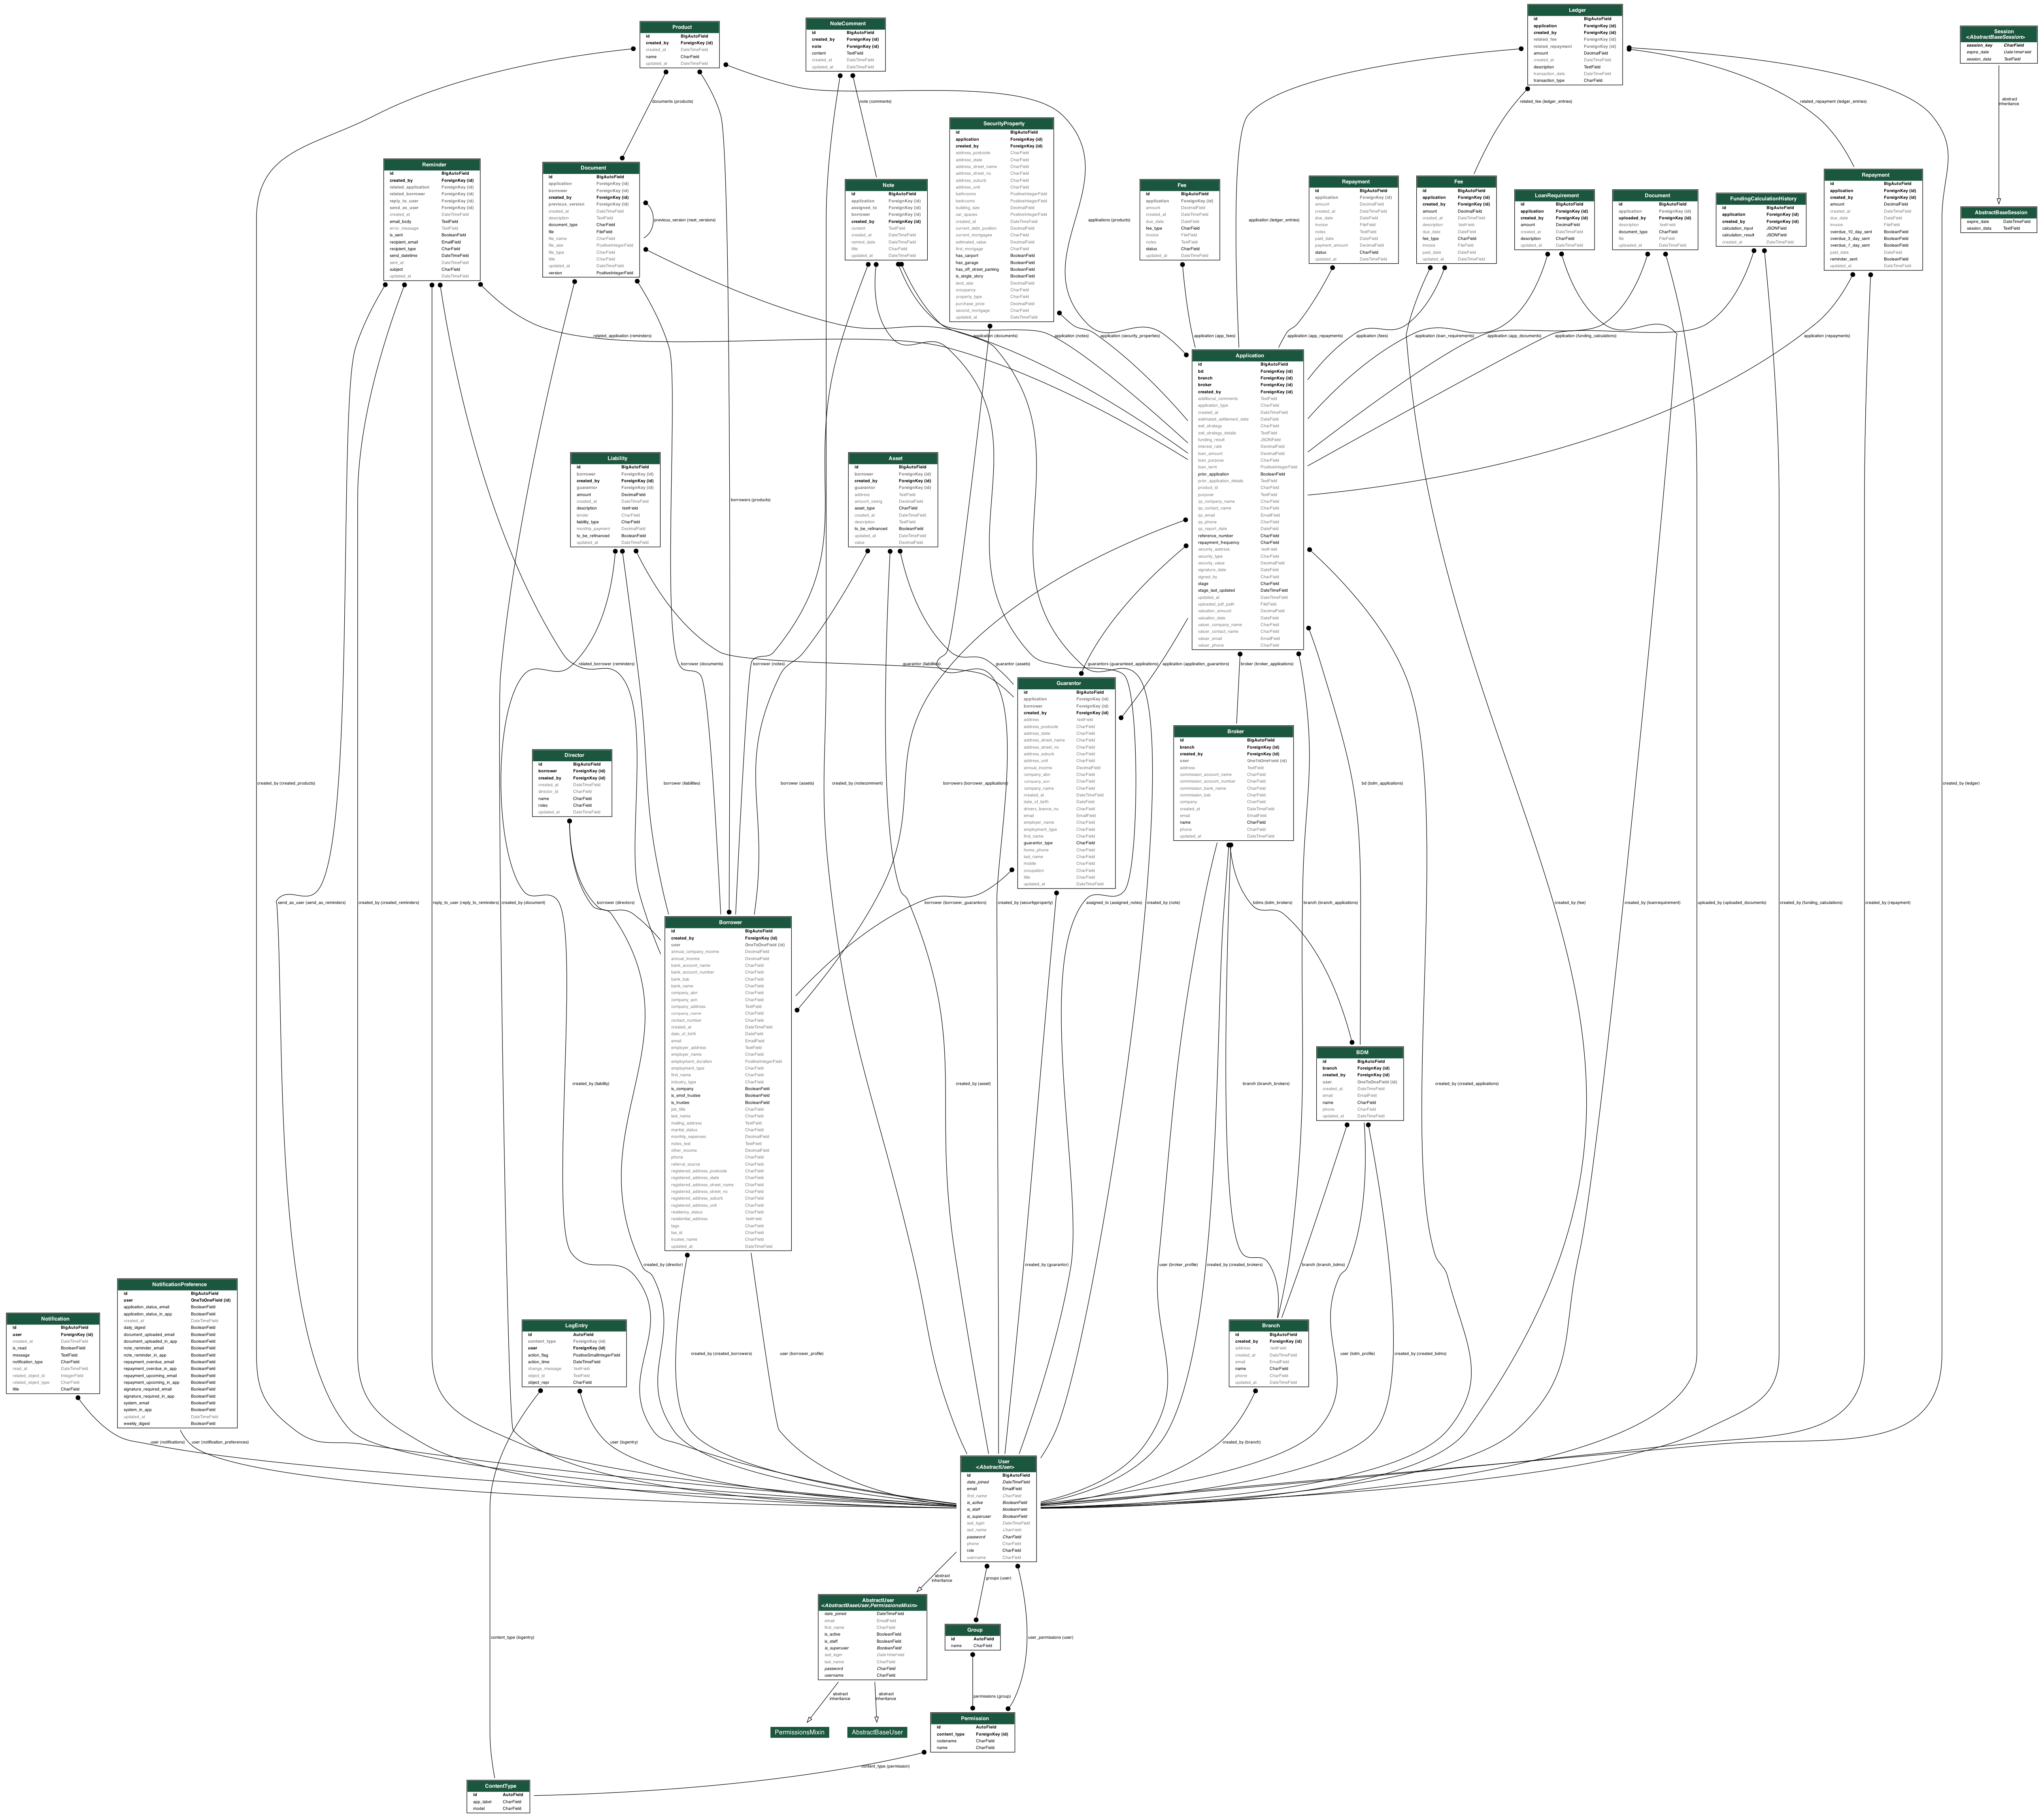 Product
id BigAutoField
created_by ForeignKey (id)
created_at DateTimeField
name CharField
updated_at DateTimeField
NoteComment
id BigAutoField
created_by ForeignKey (id)
note ForeignKey (id)
content TextField
created_at DateTimeField
updated_at DateTimeField
Ledger
id BigAutoField
application ForeignKey (id)
created_by ForeignKey (id)
related_fee ForeignKey (id)
related_repayment ForeignKey (id)
amount DecimalField
created_at DateTimeField
description TextField
transaction_date DateTimeField
transaction_type CharField
Session
<AbstractBaseSession>
session_key CharField
expire_date DateTimeField
session_data TextField
documents (products)
note (comments)
related_fee (ledger_entries)
related_repayment (ledger_entries)
abstract
inheritance
Reminder
id BigAutoField
created_by ForeignKey (id)
related_application ForeignKey (id)
related_borrower ForeignKey (id)
reply_to_user ForeignKey (id)
send_as_user ForeignKey (id)
created_at DateTimeField
email_body TextField
error_message TextField
is_sent BooleanField
recipient_email EmailField
recipient_type CharField
send_datetime DateTimeField
sent_at DateTimeField
subject CharField
updated_at DateTimeField
Document
id BigAutoField
application ForeignKey (id)
borrower ForeignKey (id)
created_by ForeignKey (id)
previous_version ForeignKey (id)
created_at DateTimeField
description TextField
document_type CharField
file FileField
file_name CharField
file_size PositiveIntegerField
file_type CharField
title CharField
updated_at DateTimeField
version PositiveIntegerField
previous_version (next_versions)
Note
id BigAutoField
application ForeignKey (id)
assigned_to ForeignKey (id)
borrower ForeignKey (id)
created_by ForeignKey (id)
content TextField
created_at DateTimeField
remind_date DateTimeField
title CharField
updated_at DateTimeField
SecurityProperty
id BigAutoField
application ForeignKey (id)
created_by ForeignKey (id)
address_postcode CharField
address_state CharField
address_street_name CharField
address_street_no CharField
address_suburb CharField
address_unit CharField
bathrooms PositiveIntegerField
bedrooms PositiveIntegerField
building_size DecimalField
car_spaces PositiveIntegerField
created_at DateTimeField
current_debt_position DecimalField
current_mortgagee CharField
estimated_value DecimalField
first_mortgage CharField
has_carport BooleanField
has_garage BooleanField
has_off_street_parking BooleanField
is_single_story BooleanField
land_size DecimalField
occupancy CharField
property_type CharField
purchase_price DecimalField
second_mortgage CharField
updated_at DateTimeField
Fee
id BigAutoField
application ForeignKey (id)
amount DecimalField
created_at DateTimeField
due_date DateField
fee_type CharField
invoice FileField
notes TextField
status CharField
applications (products)
application (ledger_entries)
Repayment
id BigAutoField
application ForeignKey (id)
amount DecimalField
created_at DateTimeField
due_date DateField
invoice FileField
notes TextField
paid_date DateField
payment_amount DecimalField
status CharField
Fee
id BigAutoField
application ForeignKey (id)
created_by ForeignKey (id)
amount DecimalField
created_at DateTimeField
description TextField
due_date DateField
fee_type CharField
invoice FileField
paid_date DateField
updated_at DateTimeField
LoanRequirement
id BigAutoField
application ForeignKey (id)
created_by ForeignKey (id)
amount DecimalField
created_at DateTimeField
description CharField
updated_at DateTimeField
Document
id BigAutoField
application ForeignKey (id)
uploaded_by ForeignKey (id)
description TextField
document_type CharField
file FileField
uploaded_at DateTimeField
FundingCalculationHistory
id BigAutoField
application ForeignKey (id)
created_by ForeignKey (id)
calculation_input JSONField
calculation_result JSONField
created_at DateTimeField
Repayment
id BigAutoField
application ForeignKey (id)
created_by ForeignKey (id)
amount DecimalField
created_at DateTimeField
due_date DateField
invoice FileField
overdue_10_day_sent BooleanField
overdue_3_day_sent BooleanField
overdue_7_day_sent BooleanField
paid_date DateField
reminder_sent BooleanField
updated_at DateTimeField
AbstractBaseSession
expire_date DateTimeField
session_data TextField
related_application (reminders)
application (documents)
application (notes)
application (security_properties)
application (app_fees)
application (app_repayments)
application (fees)
application (loan_requirements)
application (app_documents)
application (funding_calculations)
application (repayments)
Application
id BigAutoField
bd ForeignKey (id)
branch ForeignKey (id)
broker ForeignKey (id)
created_by ForeignKey (id)
additional_comments TextField
application_type CharField
created_at DateTimeField
estimated_settlement_date DateField
exit_strategy CharField
exit_strategy_details TextField
funding_result JSONField
interest_rate DecimalField
loan_amount DecimalField
loan_purpose CharField
loan_term PositiveIntegerField
prior_application BooleanField
prior_application_details TextField
product_id CharField
purpose TextField
qs_company_name CharField
qs_contact_name CharField
qs_email EmailField
qs_phone CharField
qs_report_date DateField
reference_number CharField
repayment_frequency CharField
security_address TextField
security_type CharField
security_value DecimalField
signature_date DateField
signed_by CharField
stage CharField
stage_last_updated DateTimeField
updated_at DateTimeField
uploaded_pdf_path FileField
valuation_amount DecimalField
valuation_date DateField
valuer_company_name CharField
valuer_contact_name CharField
valuer_email EmailField
valuer_phone CharField
Liability
id BigAutoField
borrower ForeignKey (id)
created_by ForeignKey (id)
guarantor ForeignKey (id)
amount DecimalField
created_at DateTimeField
description TextField
lender CharField
liability_type CharField
monthly_payment DecimalField
to_be_refinanced BooleanField
updated_at DateTimeField
borrowers (products)
Asset
id BigAutoField
borrower ForeignKey (id)
created_by ForeignKey (id)
guarantor ForeignKey (id)
address TextField
amount_owing DecimalField
asset_type CharField
created_at DateTimeField
description TextField
to_be_refinanced BooleanField
updated_at DateTimeField
value DecimalField
related_borrower (reminders)
borrower (documents)
borrower (notes)
guarantor (liabilities)
guarantor (assets)
guarantors (guaranteed_applications)
application (application_guarantors)
broker (broker_applications)
Guarantor
id BigAutoField
application ForeignKey (id)
borrower ForeignKey (id)
created_by ForeignKey (id)
address TextField
address_postcode CharField
address_state CharField
address_street_name CharField
address_street_no CharField
address_suburb CharField
address_unit CharField
annual_income DecimalField
company_abn CharField
company_acn CharField
company_name CharField
created_at DateTimeField
date_of_birth DateField
drivers_licence_no CharField
email EmailField
employer_name CharField
employment_type CharField
first_name CharField
guarantor_type CharField
home_phone CharField
last_name CharField
mobile CharField
occupation CharField
title CharField
updated_at DateTimeField
Broker
id BigAutoField
branch ForeignKey (id)
created_by ForeignKey (id)
user OneToOneField (id)
address TextField
commission_account_name CharField
commission_account_number CharField
commission_bank_name CharField
commission_bsb CharField
company CharField
created_at DateTimeField
email EmailField
name CharField
phone CharField
updated_at DateTimeField
Director
id BigAutoField
borrower ForeignKey (id)
created_by ForeignKey (id)
created_at DateTimeField
director_id CharField
name CharField
roles CharField
updated_at DateTimeField
created_by (created_products)
borrower (liabilities)
borrower (assets)
created_by (notecomment)
borrowers (borrower_applications)
bd (bdm_applications)
created_by (ledger)
send_as_user (send_as_reminders)
created_by (created_reminders)
reply_to_user (reply_to_reminders)
created_by (document)
borrower (directors)
borrower (borrower_guarantors)
created_by (securityproperty)
assigned_to (assigned_notes)
created_by (note)
bdms (bdm_brokers)
branch (branch_applications)
created_by (fee)
created_by (loanrequirement)
uploaded_by (uploaded_documents)
created_by (funding_calculations)
created_by (repayment)
Borrower
id BigAutoField
created_by ForeignKey (id)
user OneToOneField (id)
annual_company_income DecimalField
annual_income DecimalField
bank_account_name CharField
bank_account_number CharField
bank_bsb CharField
bank_name CharField
company_abn CharField
company_acn CharField
company_address TextField
company_name CharField
contact_number CharField
created_at DateTimeField
date_of_birth DateField
email EmailField
employer_address TextField
employer_name CharField
employment_duration PositiveIntegerField
employment_type CharField
first_name CharField
industry_type CharField
is_company BooleanField
is_smsf_trustee BooleanField
is_trustee BooleanField
job_title CharField
last_name CharField
mailing_address TextField
marital_status CharField
monthly_expenses DecimalField
notes_text TextField
other_income DecimalField
phone CharField
referral_source CharField
registered_address_postcode CharField
registered_address_state CharField
registered_address_street_name CharField
registered_address_street_no CharField
registered_address_suburb CharField
registered_address_unit CharField
residency_status CharField
residential_address TextField
tags CharField
tax_id CharField
trustee_name CharField
updated_at DateTimeField
BDM
id BigAutoField
branch ForeignKey (id)
created_by ForeignKey (id)
user OneToOneField (id)
created_at DateTimeField
email EmailField
name CharField
phone CharField
updated_at DateTimeField
created_by (liability)
created_by (asset)
branch (branch_brokers)
created_by (created_applications)
created_by (director)
created_by (guarantor)
user (broker_profile)
created_by (created_brokers)
branch (branch_bdms)
NotificationPreference
id BigAutoField
user OneToOneField (id)
application_status_email BooleanField
application_status_in_app BooleanField
created_at DateTimeField
daily_digest BooleanField
document_uploaded_email BooleanField
document_uploaded_in_app BooleanField
note_reminder_email BooleanField
note_reminder_in_app BooleanField
repayment_overdue_email BooleanField
repayment_overdue_in_app BooleanField
repayment_upcoming_email BooleanField
repayment_upcoming_in_app BooleanField
signature_required_email BooleanField
signature_required_in_app BooleanField
system_email BooleanField
system_in_app BooleanField
updated_at DateTimeField
weekly_digest BooleanField
Notification
id BigAutoField
user ForeignKey (id)
created_at DateTimeField
is_read BooleanField
message TextField
notification_type CharField
read_at DateTimeField
related_object_id IntegerField
related_object_type CharField
title CharField
LogEntry
id AutoField
content_type ForeignKey (id)
user ForeignKey (id)
action_flag PositiveSmallIntegerField
action_time DateTimeField
change_message TextField
object_id TextField
object_repr CharField
created_by (created_borrowers)
user (borrower_profile)
Branch
id BigAutoField
created_by ForeignKey (id)
address TextField
created_at DateTimeField
email EmailField
name CharField
phone CharField
updated_at DateTimeField
user (bdm_profile)
created_by (created_bdms)
user (notifications)
user (notification_preferences)
user (logentry)
created_by (branch)
User
<AbstractUser>
id BigAutoField
date_joined DateTimeField
email EmailField
first_name CharField
is_active BooleanField
is_staff BooleanField
is_superuser BooleanField
last_login DateTimeField
last_name CharField
password CharField
phone CharField
role CharField
username CharField
abstract
inheritance
groups (user)
AbstractUser
<AbstractBaseUser,PermissionsMixin>
date_joined DateTimeField
email EmailField
first_name CharField
is_active BooleanField
is_staff BooleanField
is_superuser BooleanField
last_login DateTimeField
last_name CharField
password CharField
username CharField
Group
id AutoField
name CharField
content_type (logentry)
user_permissions (user)
abstract
inheritance
abstract
inheritance
permissions (group)
PermissionsMixin
AbstractBaseUser
Permission
id AutoField
content_type ForeignKey (id)
codename CharField
name CharField
content_type (permission)
ContentType
id AutoField
app_label CharField
model CharField